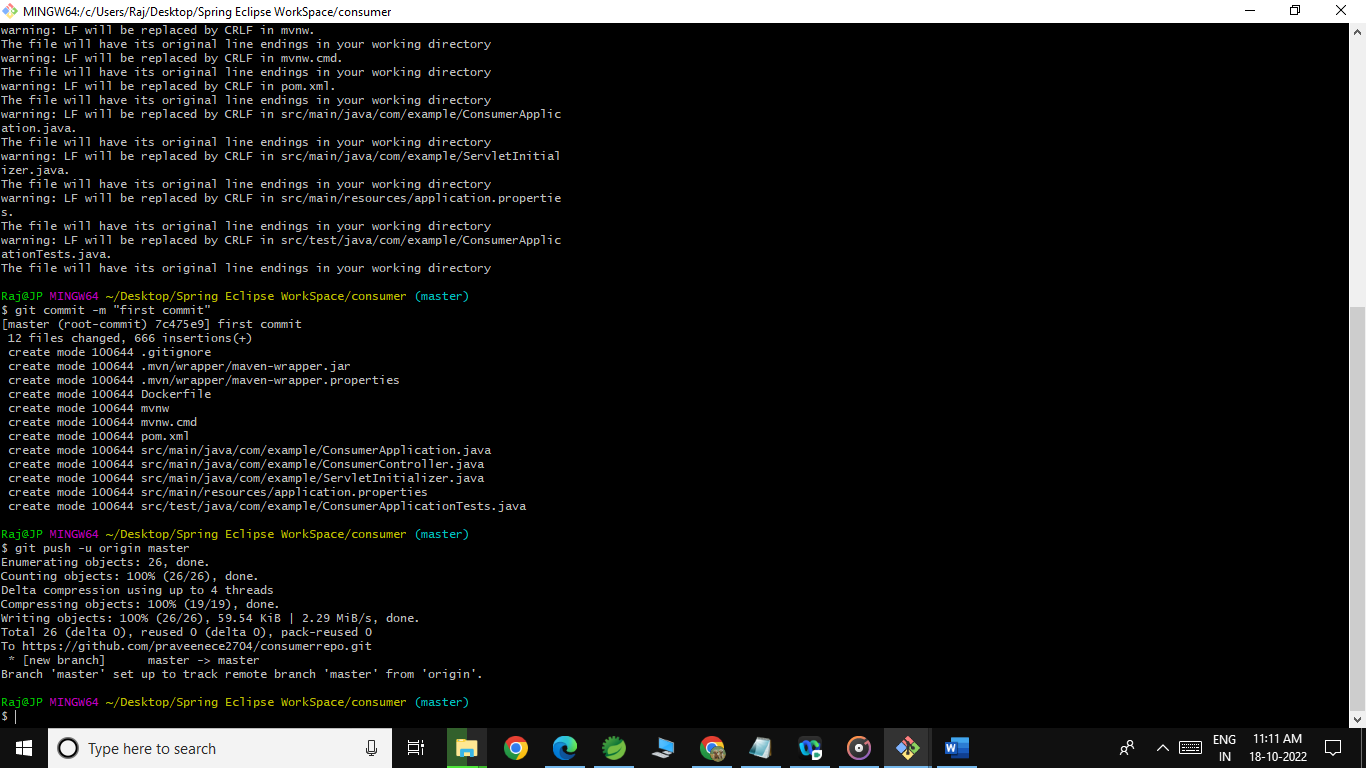 MINGW64:/c/Users/Raj/Desktop/Spring Eclipse WorkSpace/consumer
warning: LF will be replaced by CRLF in mvnw.
The file will have its original line endings in your working directory
warning: LF will be replaced by CRLF in mvnw.cmd.
The file will have its original line endings in your working directory
warning: LF will be replaced by CRLF in pom.xml.
The file will have its original line endings in your working directory
warning: LF will be replaced by CRLF in src/main/java/com/example/ConsumerApplic
ation.java.
The file will have its original line endings in your working directory
warning: LF will be replaced by CRLF in src/main/java/com/example/ServletInitial
izer.java.
The file will have its original line endings in your working directory
warning: LF will be replaced by CRLF in src/main/resources/application.propertie
s.
The file will have its original line endings in your working directory
warning: LF will be replaced by CRLF in src/test/java/com/example/ConsumerApplic
ationTests.java.
The file will have its original line endings in your working directory
Raj@JP MINGW64 ~/Desktop/Spring Eclipse WorkSpace/consumer (master)
$ git commit -m "first commit"
[master (root-commit) 7c475e9] first commit
 12 files changed, 666 insertions(+)
 create mode 100644 .gitignore
 create mode 100644 .mvn/wrapper/maven-wrapper.jar
 create mode 100644 .mvn/wrapper/maven-wrapper.properties
 create mode 100644 Dockerfile
 create mode 100644 mvnw
 create mode 100644 mvnw.cmd
 create mode 100644 pom.xml
 create mode 100644 src/main/java/com/example/ConsumerApplication.java
 create mode 100644 src/main/java/com/example/ConsumerController.java
 create mode 100644 src/main/java/com/example/ServletInitializer.java
 create mode 100644 src/main/resources/application.properties
 create mode 100644 src/test/java/com/example/ConsumerApplicationTests.java
Raj@JP MINGW64 ~/Desktop/Spring Eclipse WorkSpace/consumer (master)
$ git push -u origin master
Enumerating objects: 26, done.
Counting objects: 100% (26/26), done.
Delta compression using up to 4 threads
Compressing objects: 100% (19/19), done.
Writing objects: 100% (26/26), 59.54 KiB | 2.29 MiB/s, done.
Total 26 (delta 0), reused 0 (delta 0), pack-reused 0
To https://github.com/praveenece2704/consumerrepo.git
 * [new branch]      master -> master
Branch 'master' set up to track remote branch 'master' from 'origin'.
Raj@JP MINGW64 ~/Desktop/Spring Eclipse WorkSpace/consumer (master)
$
Type here to search
ENG
IN
11:11 AM
18-10-2022